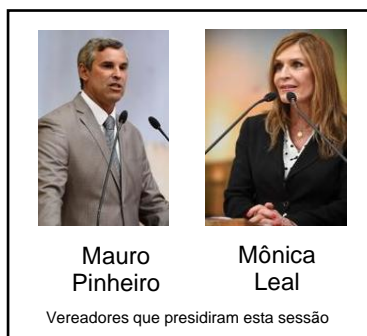 Mauro
Pinheiro
Mônica
Leal
Vereadores que presidiram esta sessão